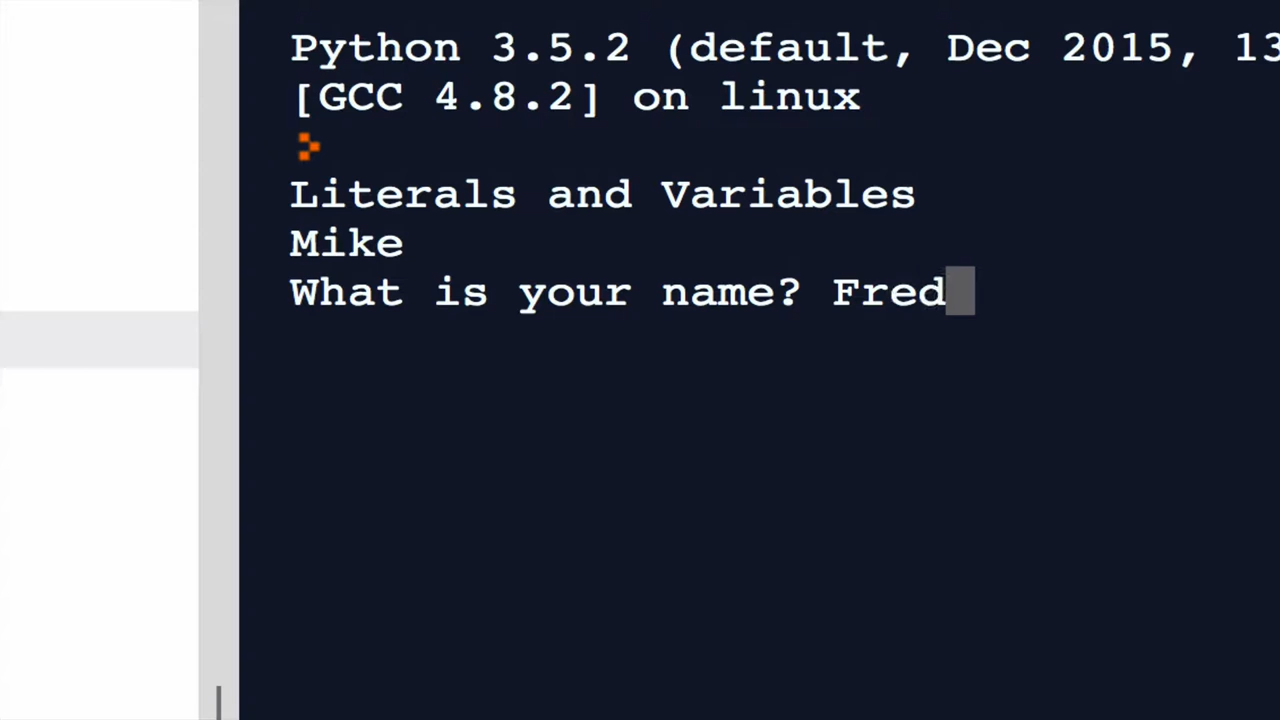 Python 3.5.2 (default, Dec 2015, 13
[GCC 4.8.2] on linux
>
Literals and Variables
Mike
What is your name? Fred